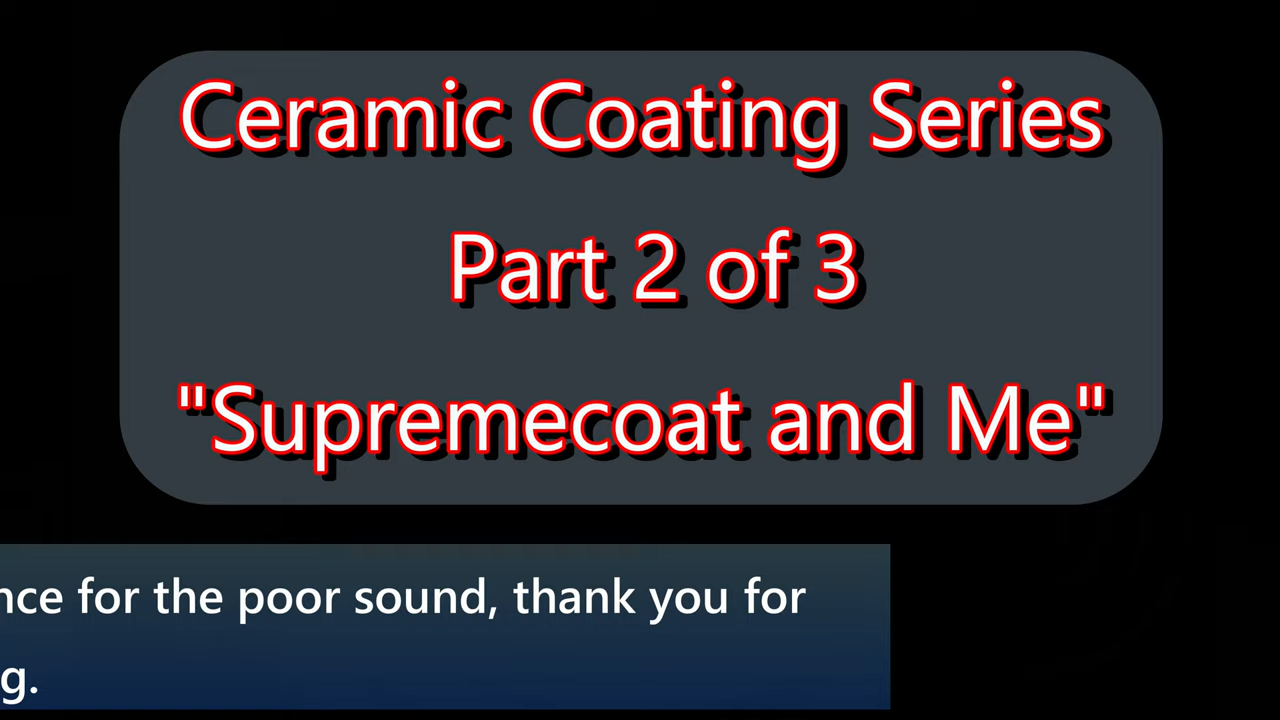 Ceramic Coating Series
Part 2 of 3
"Supremecoat and Me"
nce for the poor sound, thank you for
g.